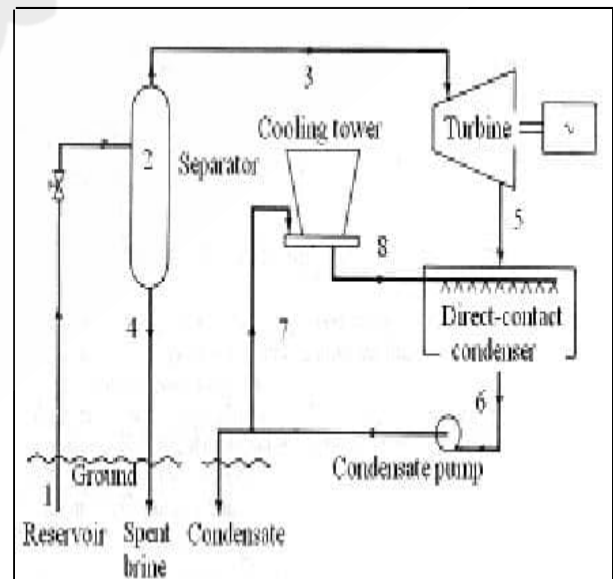 3
Cooling tower
Turbine
~
2
Separator
5
8
Direct-contact
condenser
4
7
6
Ground
Condensate pump
1
Reservoir
Spent
brine
Condensate